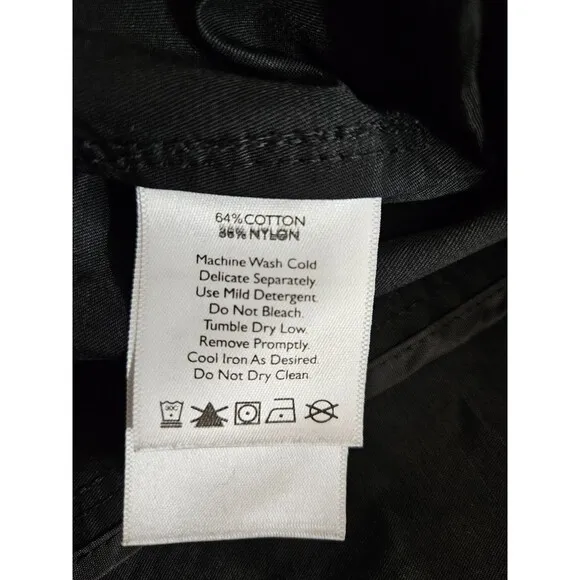 64% COTTON
36% NYLON
Machine Wash Cold
Delicate Separately.
Use Mild Detergent.
Do Not Bleach.
Tumble Dry Low.
Remove Promptly.
Cool Iron As Desired.
Do Not Dry Clean.
30C